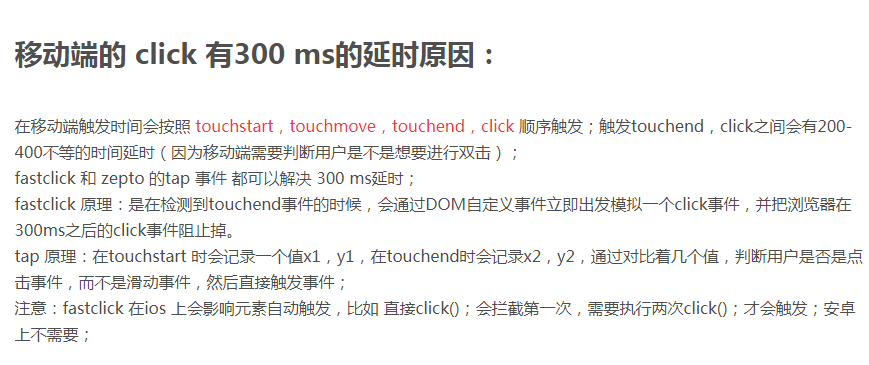 移动端的 click 有300 ms的延时原因：
在移动端触发时间会按照 touchstart，touchmove，touchend，click 顺序触发；触发touchend，click之间会有200-
400不等的时间延时（因为移动端需要判断用户是不是想要进行双击）；
fastclick 和 zepto 的tap 事件 都可以解决 300 ms延时；
fastclick 原理：是在检测到touchend事件的时候，会通过DOM自定义事件立即出发模拟一个click事件，并把浏览器在
300ms之后的click事件阻止掉。
tap 原理：在touchstart 时会记录一个值x1，y1，在touchend时会记录x2，y2，通过对比着几个值，判断用户是否是点
击事件，而不是滑动事件，然后直接触发事件；
注意：fastclick 在ios 上会影响元素自动触发，比如 直接click()；会拦截第一次，需要执行两次click()；才会触发；安卓
上不需要；